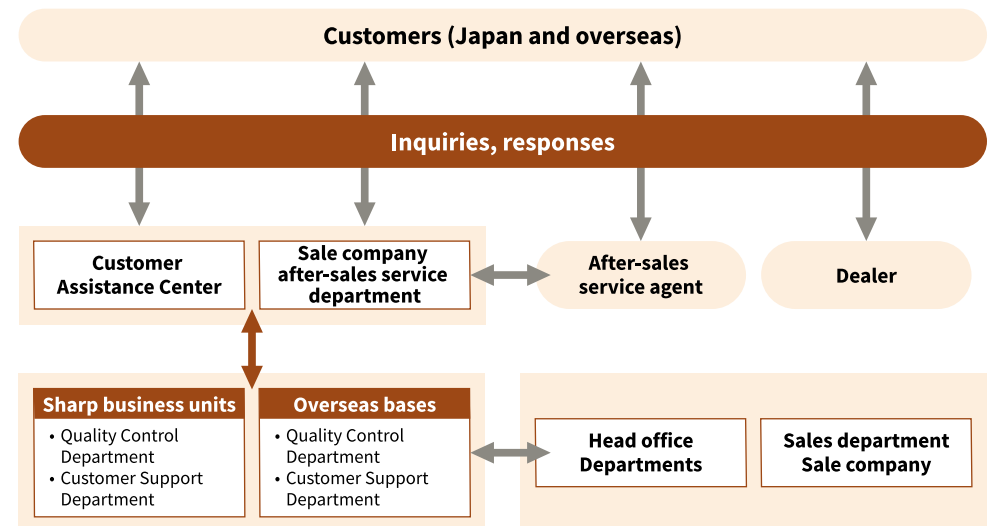 Customers (Japan and overseas)
Inquiries, responses
Customer
Assistance Center
Sale company
after-sales service
department
After-sales
service agent
Dealer
Sharp business units
• Quality Control
Department
• Customer Support
Department
Overseas bases
• Quality Control
Department
• Customer Support
Department
Head office
Departments
Sales department
Sale company